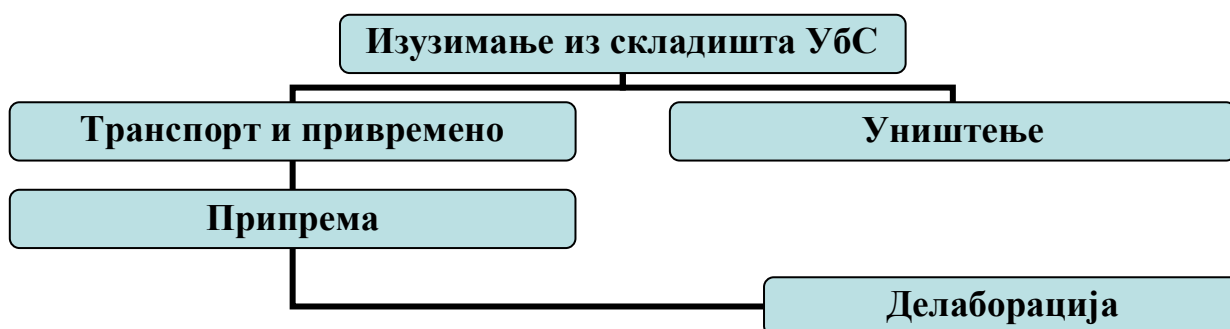 Изузимање из складишта УбС
Транспорт и привремено
Уништење
Припрема
Делаборација